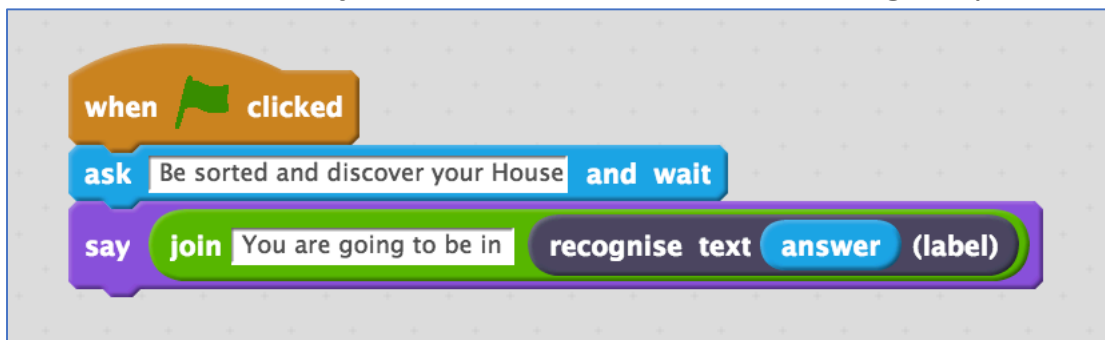 when clicked
ask Be sorted and discover your House and wait
say join You are going to be in recognise text answer (label)